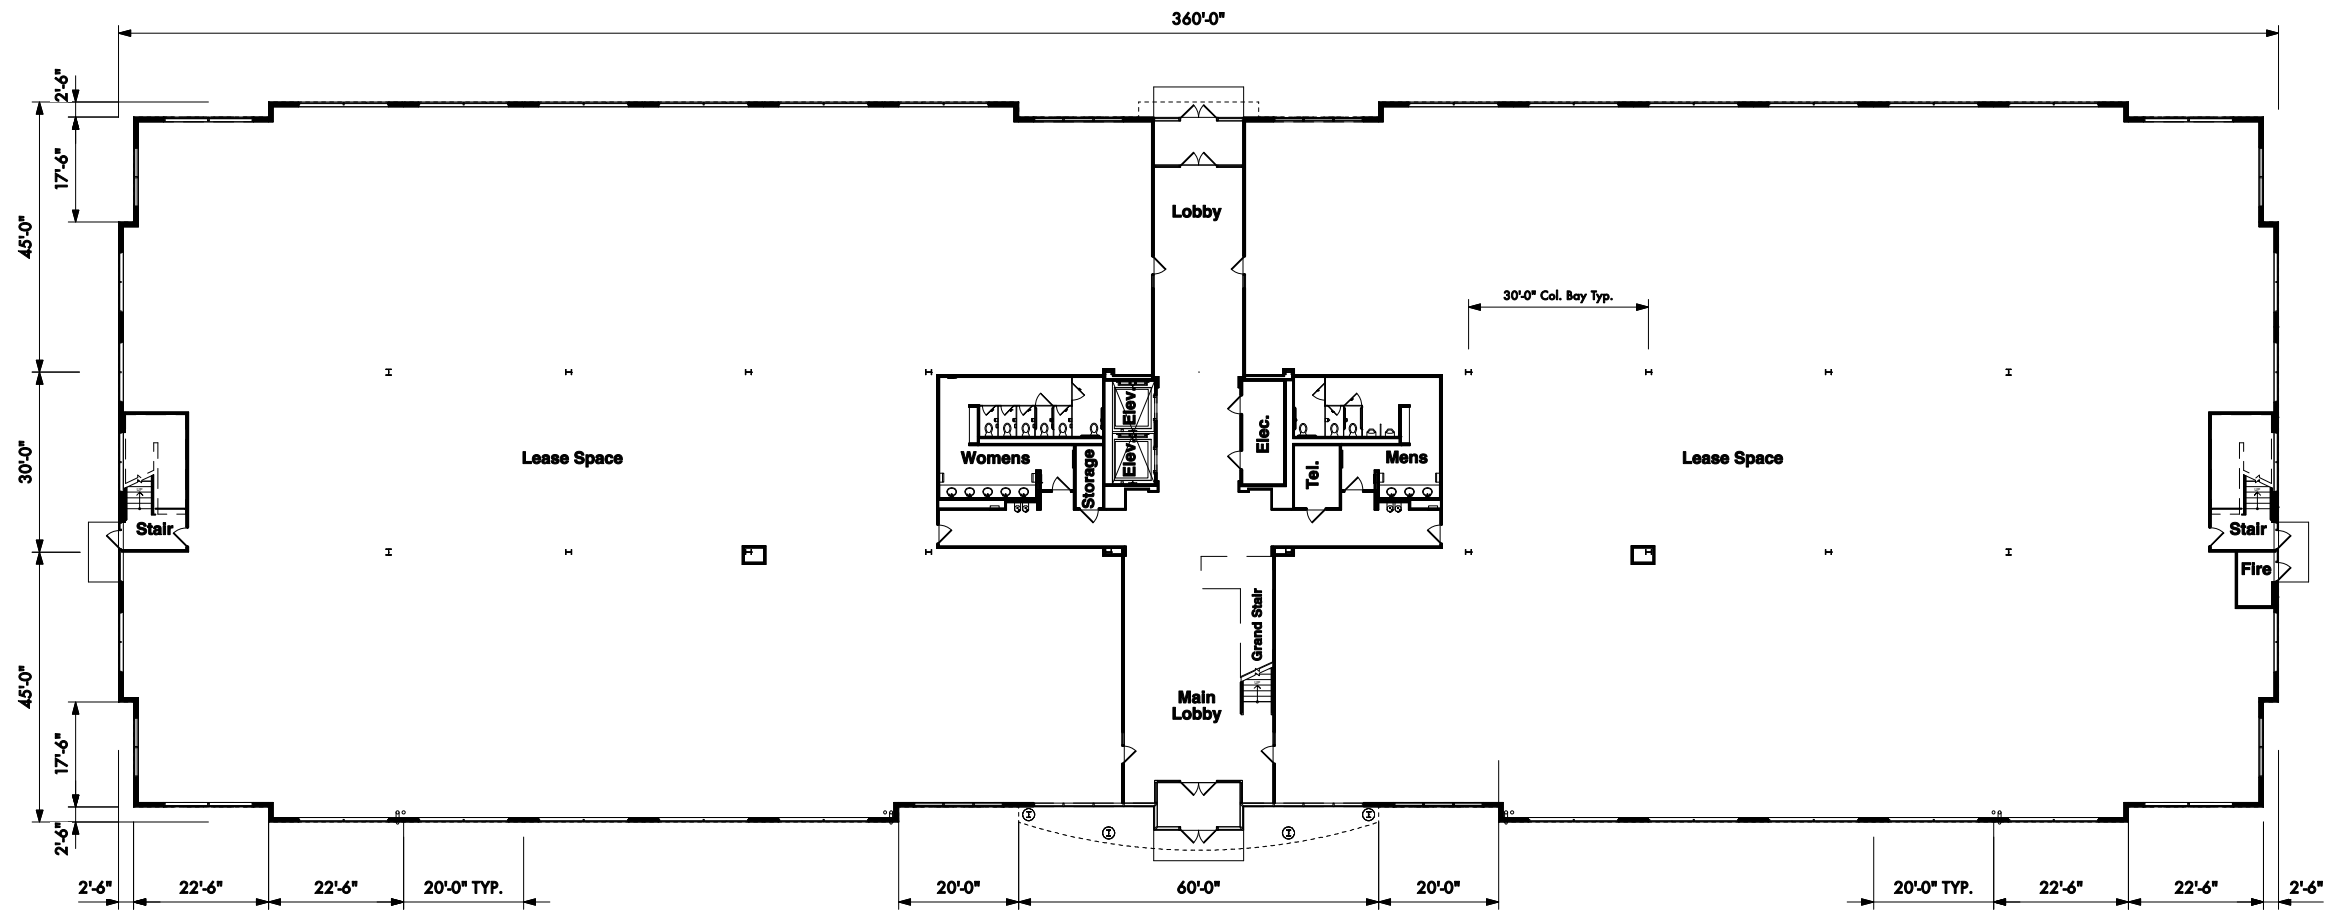 360'-0"
2'-6"
17'-6"
45'-0"
Lobby
30'-0" Col. Bay Typ.
30'-0"
Lease Space
Womens
Storage
Elev.
Elev.
Elec.
Tel.
Mens
Lease Space
Stair
Stair
Fire
Grand Stair
45'-0"
Main
Lobby
17'-6"
2'-6"
2'-6"
22'-6"
22'-6"
20'-0" TYP.
20'-0"
60'-0"
20'-0"
20'-0" TYP.
22'-6"
22'-6"
2'-6"